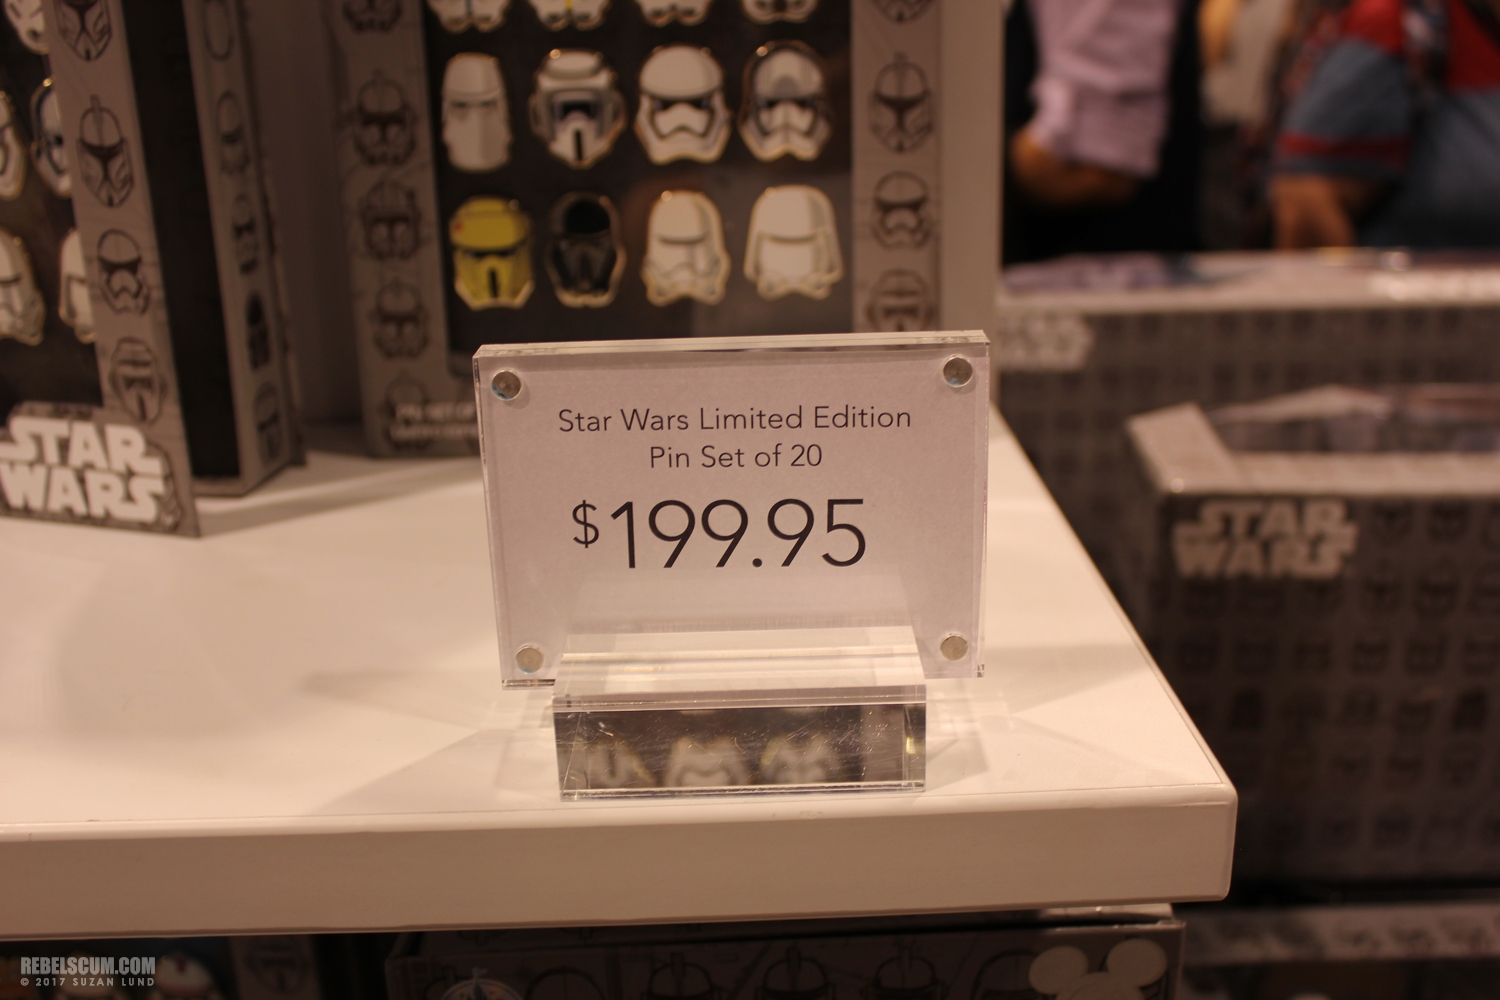 Star Wars Limited Edition
Pin Set of 20
$199.95
STAR
WARS
STAR
WARS
REBELSCUM.COM
© 2017 SUZAN LUND